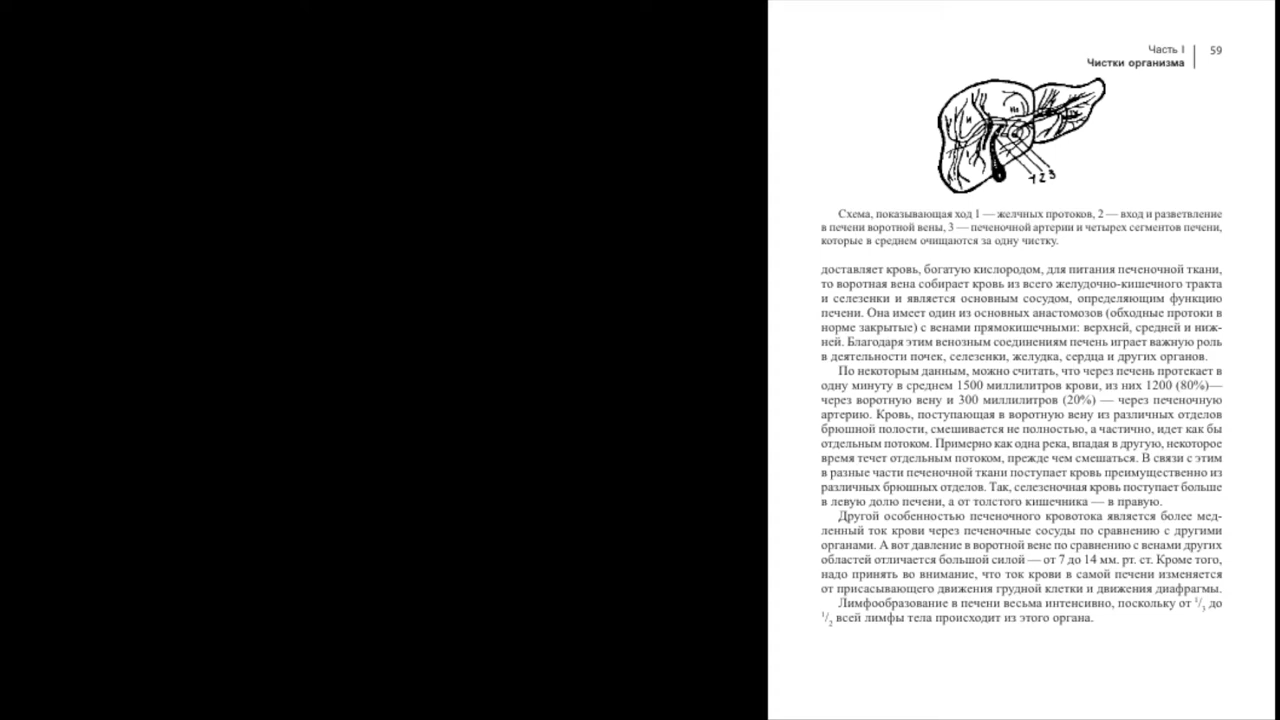 Часть I 59
Чистки организма
1 2 3
Схема, показывающая ход 1 — желчных протоков, 2 — вход и разветвление
в печени воротной вены, 3 — печеночной артерии и четырех сегментов печени,
которые в среднем очищаются за одну чистку.
доставляет кровь, богатую кислородом, для питания печеночной ткани,
то воротная вена собирает кровь из всего желудочно-кишечного тракта
и селезенки и является основным сосудом, определяющим функцию
печени. Она имеет один из основных анастомозов (обходные протоки в
норме закрытые) с венами прямокишечными: верхней, средней и ниж-
ней. Благодаря этим венозным соединениям печень играет важную роль
в деятельности почек, селезенки, желудка, сердца и других органов.
По некоторым данным, можно считать, что через печень протекает в
одну минуту в среднем 1500 миллилитров крови, из них 1200 (80%)—
через воротную вену и 300 миллилитров (20%) — через печеночную
артерию. Кровь, поступающая в воротную вену из различных отделов
брюшной полости, смешивается не полностью, а частично, идет как бы
отдельным потоком. Примерно как одна река, впадая в другую, некоторое
время течет отдельным потоком, прежде чем смешаться. В связи с этим
в разные части печеночной ткани поступает кровь преимущественно из
различных брюшных отделов. Так, селезеночная кровь поступает больше
в левую долю печени, а от толстого кишечника — в правую.
Другой особенностью печеночного кровотока является более мед-
ленный ток крови через печеночные сосуды по сравнению с другими
органами. А вот давление в воротной вене по сравнению с венами других
областей отличается большой силой — от 7 до 14 мм. рт. ст. Кроме того,
надо принять во внимание, что ток крови в самой печени изменяется
от присасывающего движения грудной клетки и движения диафрагмы.
Лимфообразование в печени весьма интенсивно, поскольку от 1/3 до
1/2 всей лимфы тела происходит из этого органа.